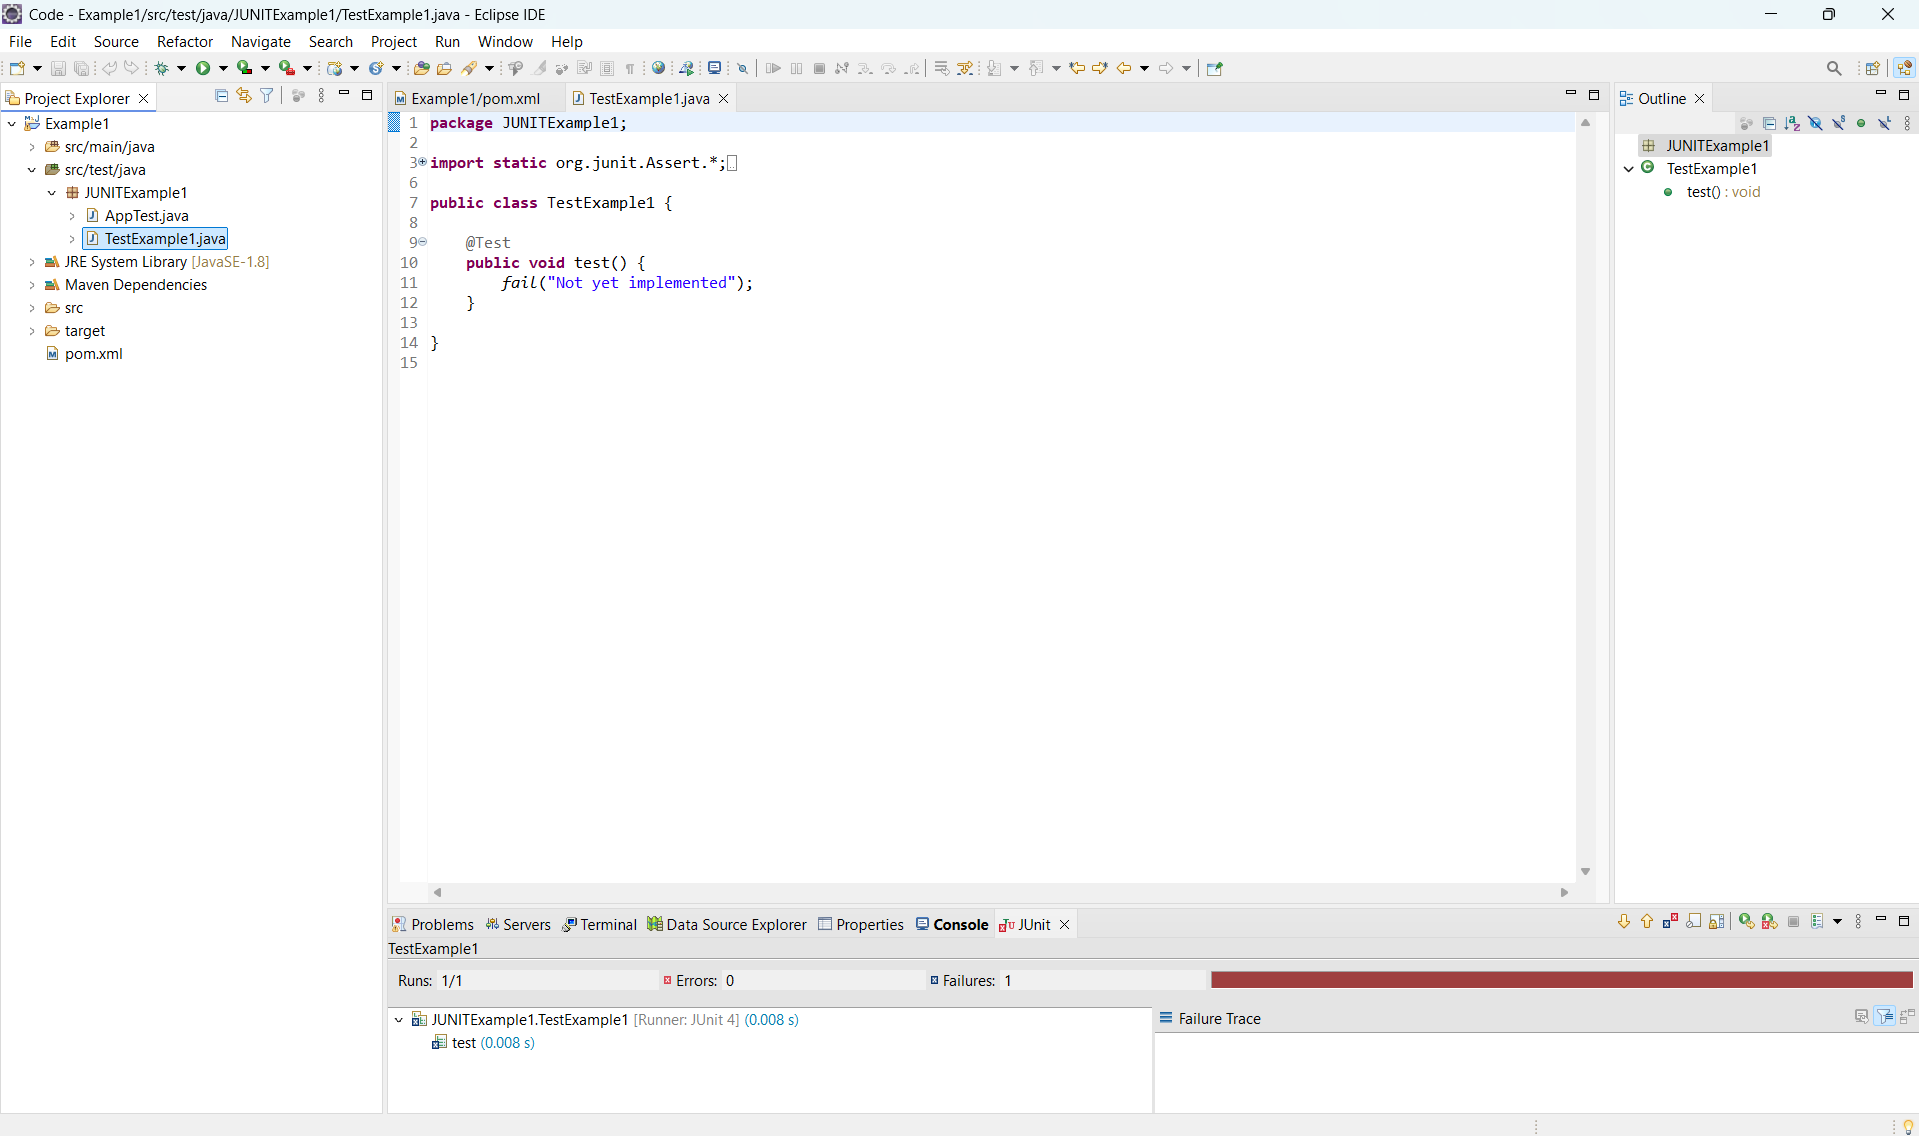 Code - Example1/src/test/java/JUNITExample1/TestExample1.java - Eclipse IDE
File Edit Source Refactor Navigate Search Project Run Window Help
Project Explorer
Example1
src/main/java
src/test/java
JUNITExample1
AppTest.java
TestExample1.java
JRE System Library [JavaSE-1.8]
Maven Dependencies
src
target
pom.xml
Example1/pom.xml TestExample1.java
1 package JUNITExample1;
2
3 import static org.junit.Assert.*;
6
7 public class TestExample1 {
8
9 @Test
10 public void test() {
11 fail("Not yet implemented");
12 }
13
14 }
15
Outline
JUNITExample1
TestExample1
test() : void
Problems Servers Terminal Data Source Explorer Properties Console JUnit
TestExample1
Runs: 1/1 Errors: 0 Failures: 1
JUNITExample1.TestExample1 [Runner: JUnit 4] (0.008 s)
test (0.008 s)
Failure Trace